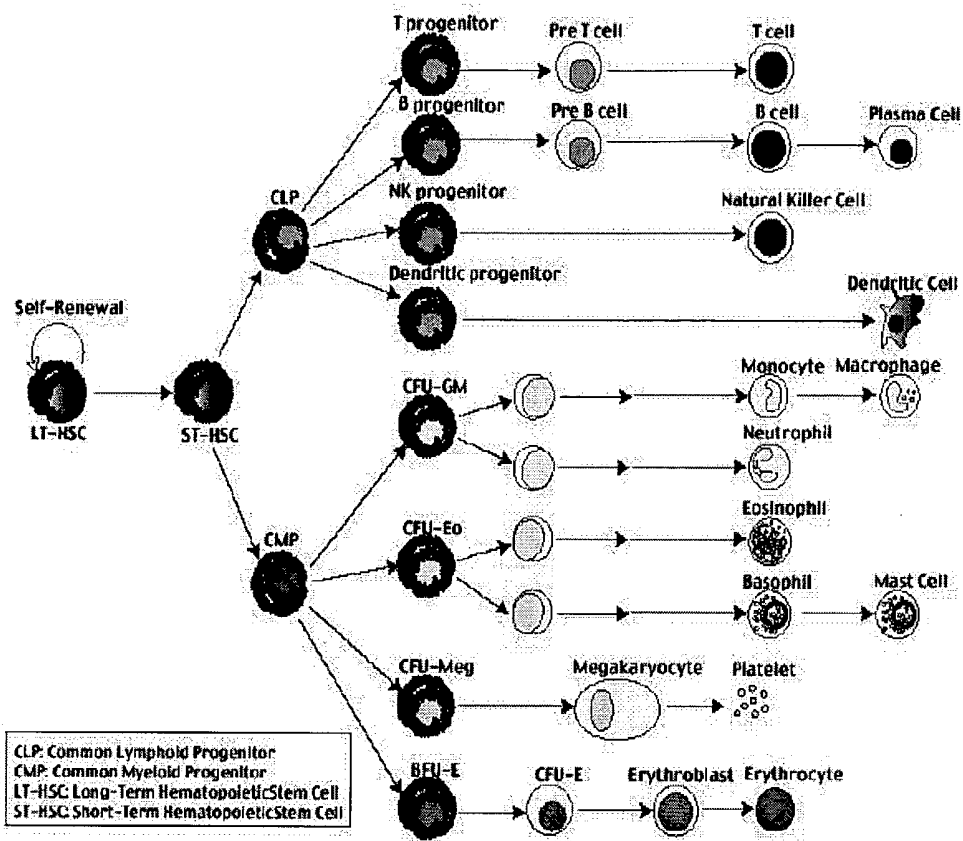 T progenitor
Pre T cell
T cell
B progenitor
Pre B cell
B cell
Plasma Cell
CLP
NK progenitor
Natural Killer Cell
Dendritic progenitor
Dendritic Cell
Self-Renewal
LT-HSC
ST-HSC
CFU-GM
Monocyte
Macrophage
Neutrophil
CMP
CFU-Eo
Eosinophil
Basophil
Mast Cell
CFU-Meg
Megakaryocyte
Platelet
BFU-E
CFU-E
Erythroblast
Erythrocyte
CLP: Common Lymphoid Progenitor
CMP: Common Myeloid Progenitor
LT-HSC: Long-Term HematopoleticStem Cell
ST-HSC: Short-Term HematopoleticStem Cell